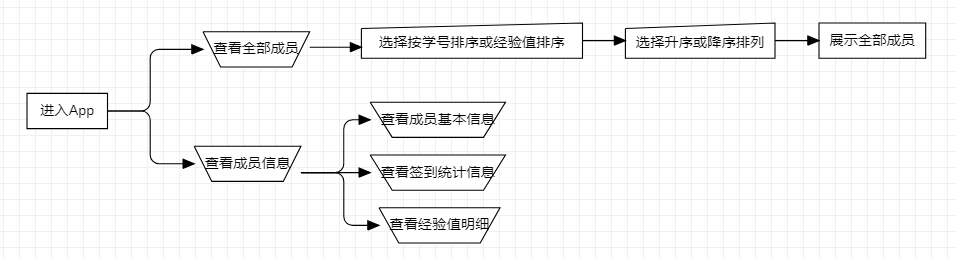 查看全部成员
选择按学号排序或经验值排序
选择升序或降序排列
展示全部成员
进入App
查看成员基本信息
查看成员信息
查看签到统计信息
查看经验值明细